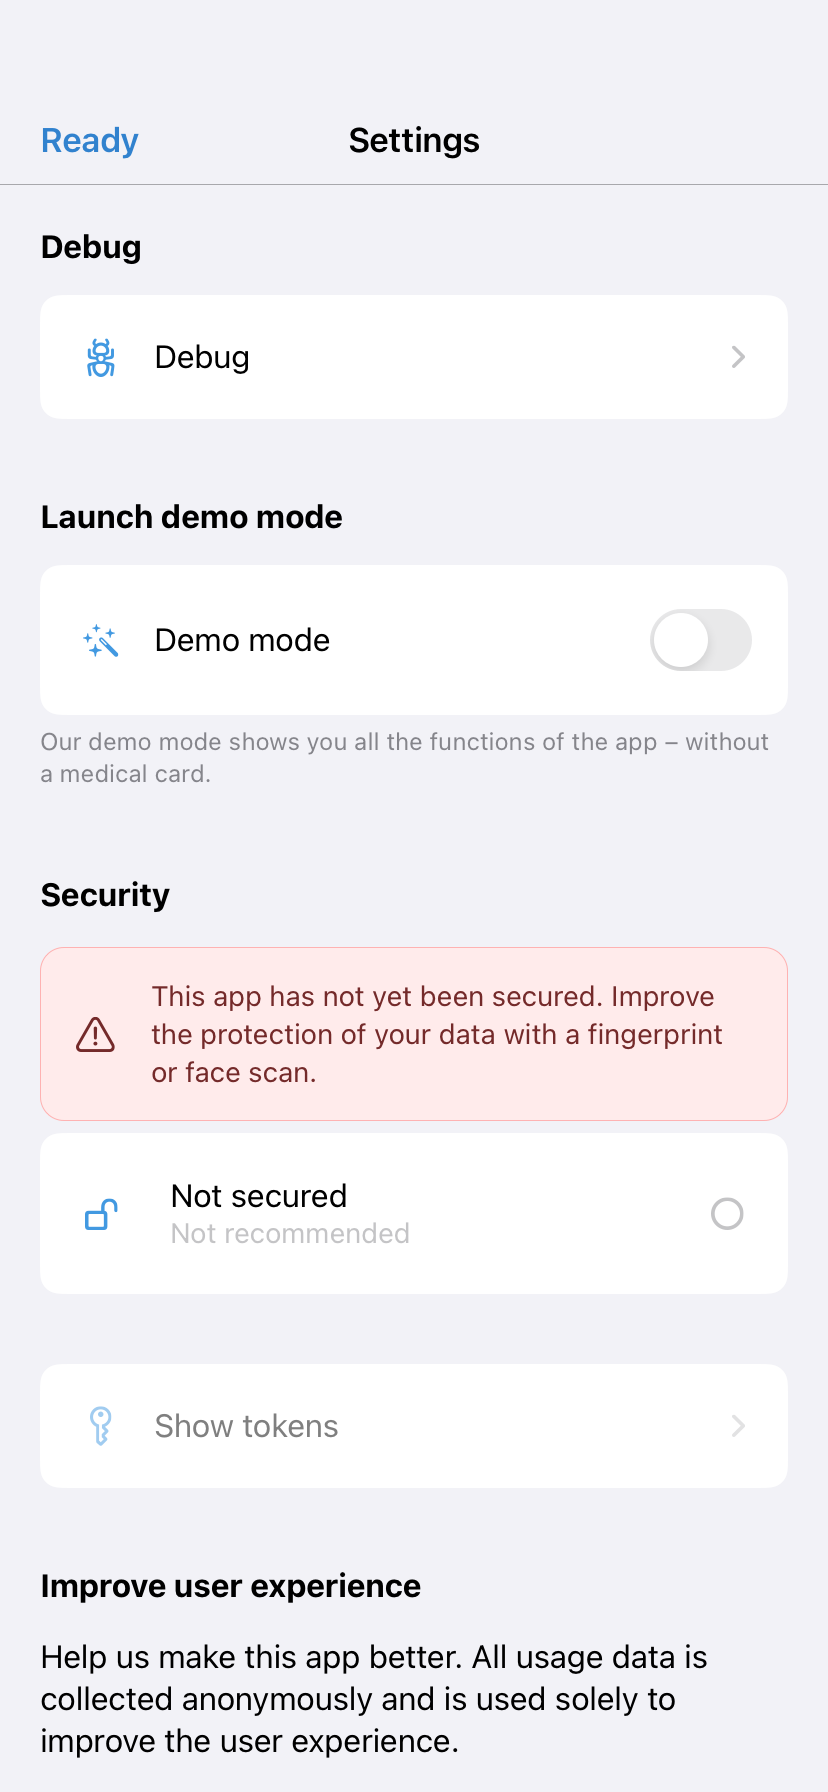 Ready
Settings
Debug
Debug
Launch demo mode
Demo mode
Our demo mode shows you all the functions of the app – without
a medical card.
Security
This app has not yet been secured. Improve
the protection of your data with a fingerprint
or face scan.
Not secured
Not recommended
Show tokens
Improve user experience
Help us make this app better. All usage data is
collected anonymously and is used solely to
improve the user experience.